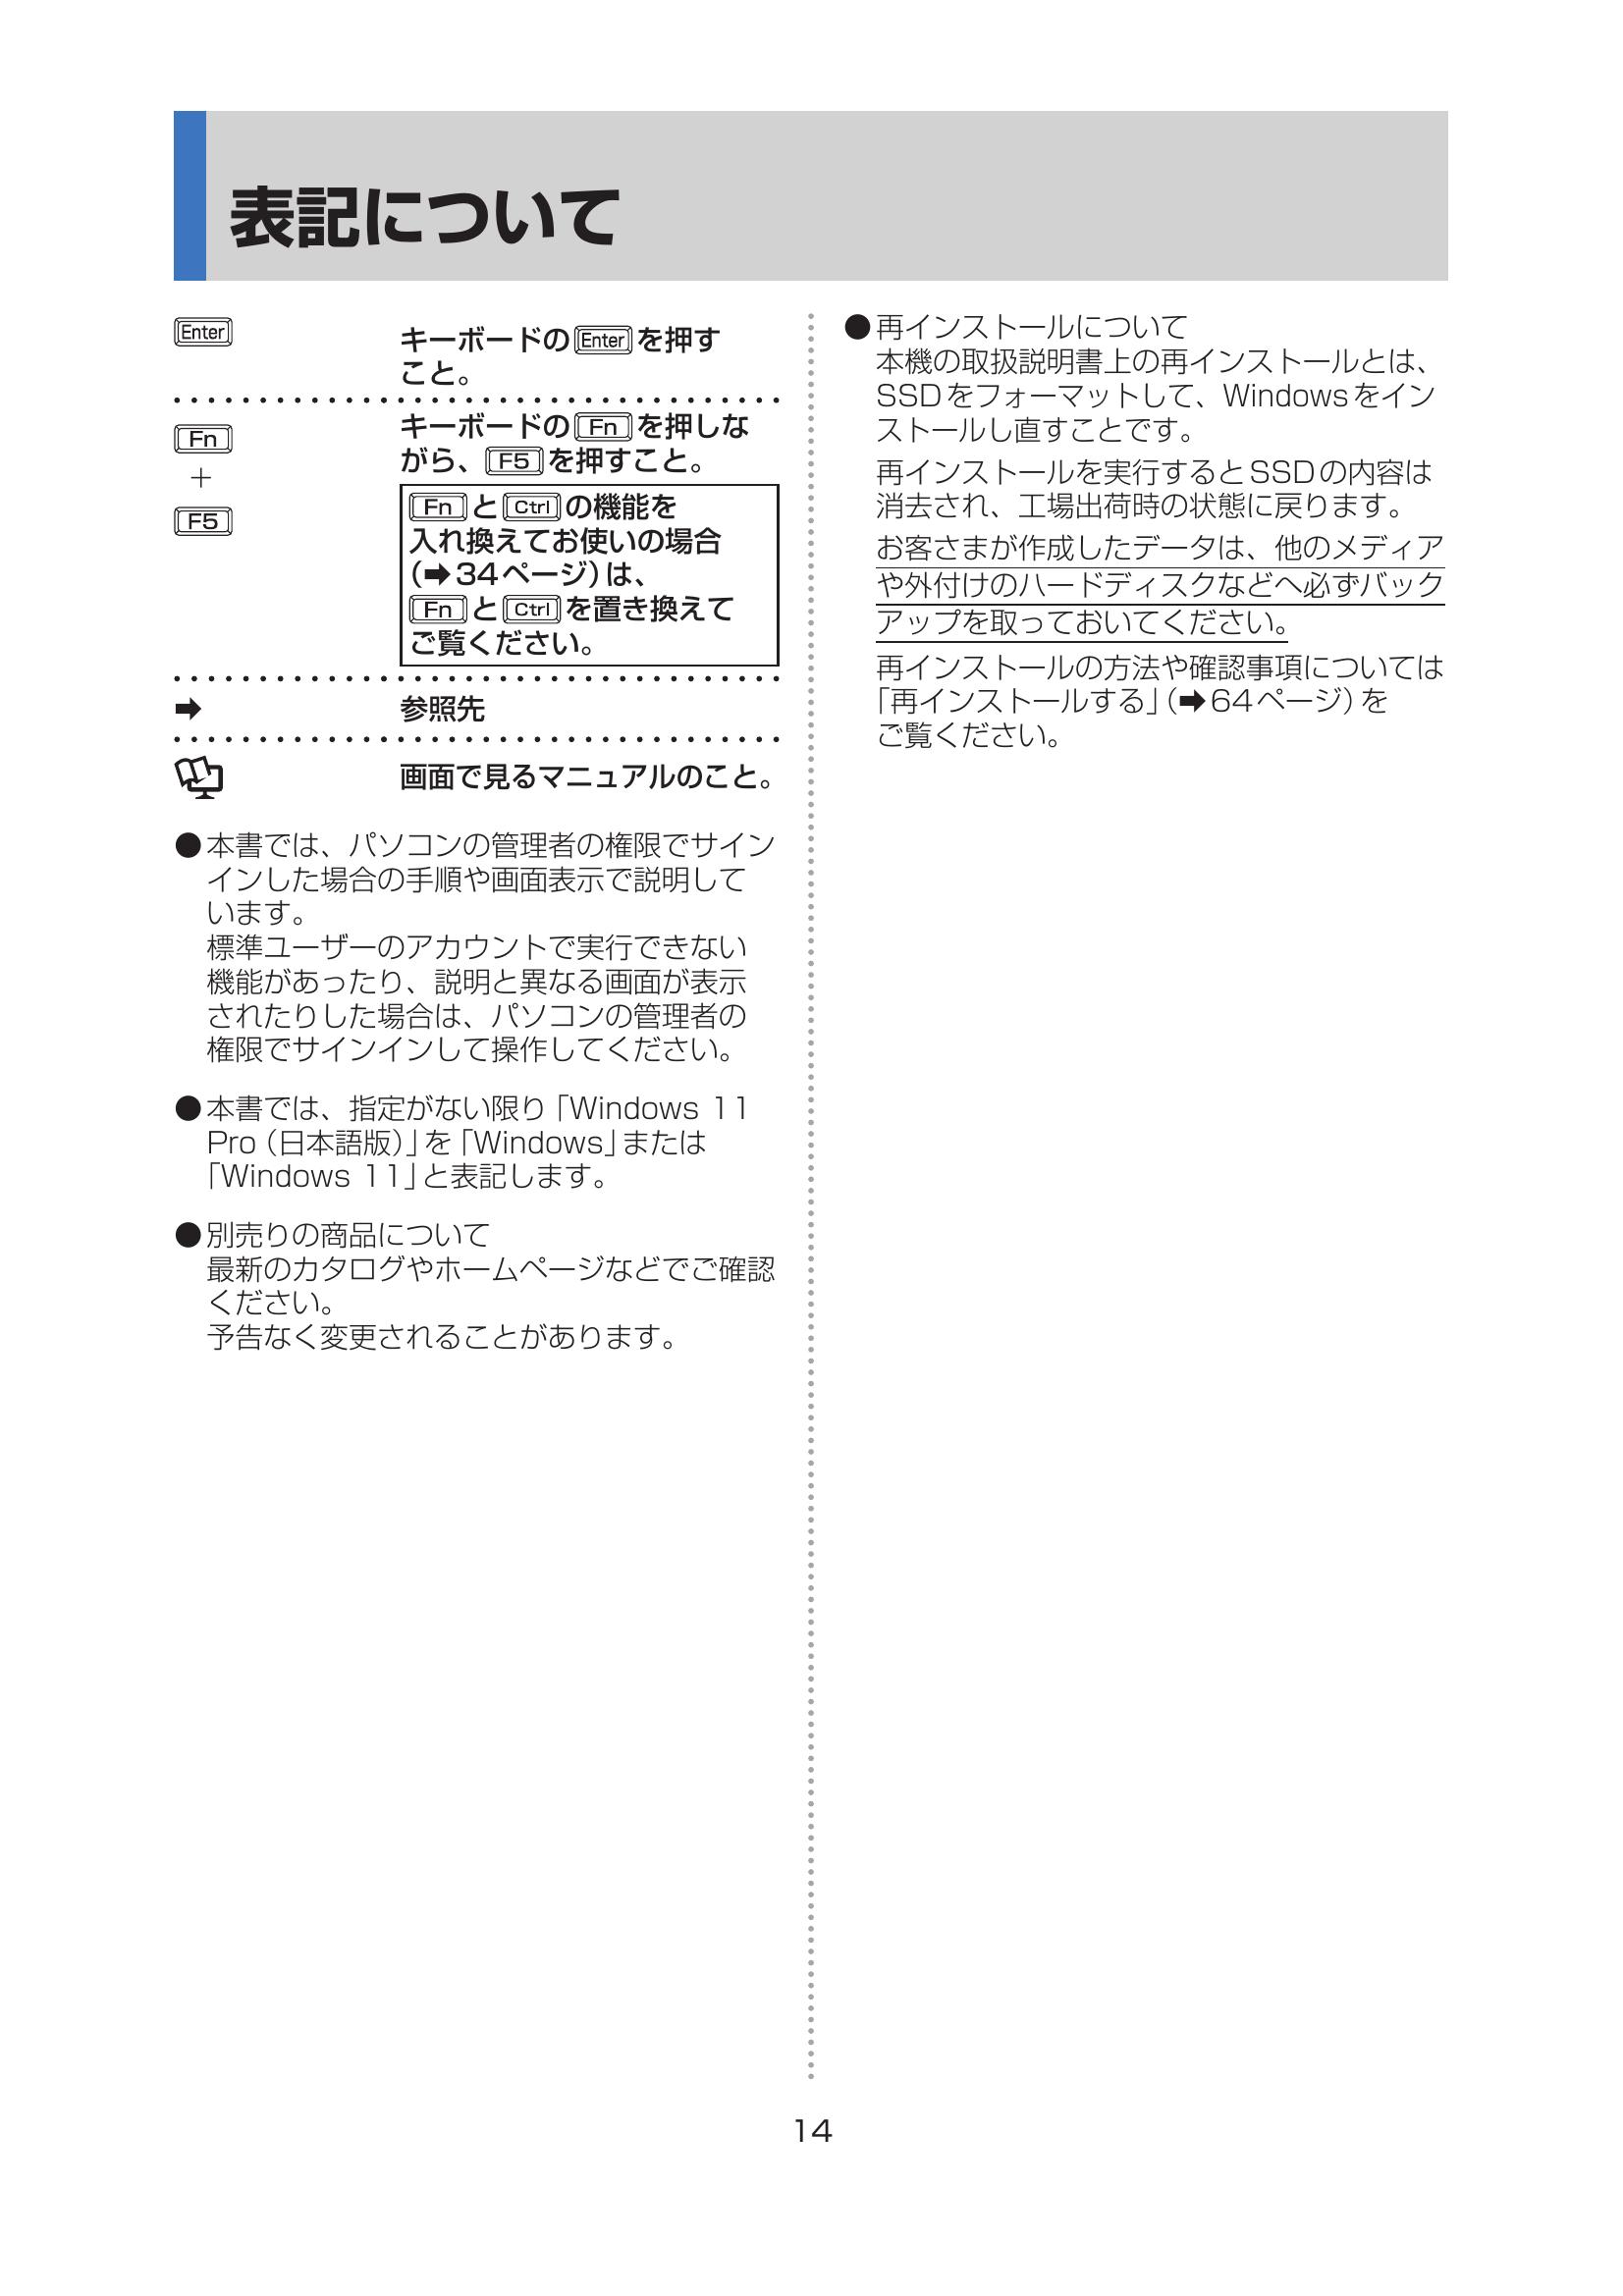 表記について
Enter
キーボードの Enter を押す
こと。
Fn
+
F5
キーボードの Fn を押しな
がら、 F5 を押すこと。
Fn と Ctrl の機能を
入れ換えてお使いの場合
（➡34ページ）は、
Fn と Ctrl を置き換えて
ご覧ください。
➡ 参照先
画面で見るマニュアルのこと。
●本書では、パソコンの管理者の権限でサイン
インした場合の手順や画面表示で説明して
います。
標準ユーザーのアカウントで実行できない
機能があったり、説明と異なる画面が表示
されたりした場合は、パソコンの管理者の
権限でサインインして操作してください。
●本書では、指定がない限り「Windows 11
Pro（日本語版）」を「Windows」または
「Windows 11」と表記します。
●別売りの商品について
最新のカタログやホームページなどでご確認
ください。
予告なく変更されることがあります。
●再インストールについて
本機の取扱説明書上の再インストールとは、
SSDをフォーマットして、Windowsをイン
ストールし直すことです。
再インストールを実行するとSSDの内容は
消去され、工場出荷時の状態に戻ります。
お客さまが作成したデータは、他のメディア
や外付けのハードディスクなどへ必ずバック
アップを取っておいてください。
再インストールの方法や確認事項については
「再インストールする」（➡64ページ）を
ご覧ください。
14